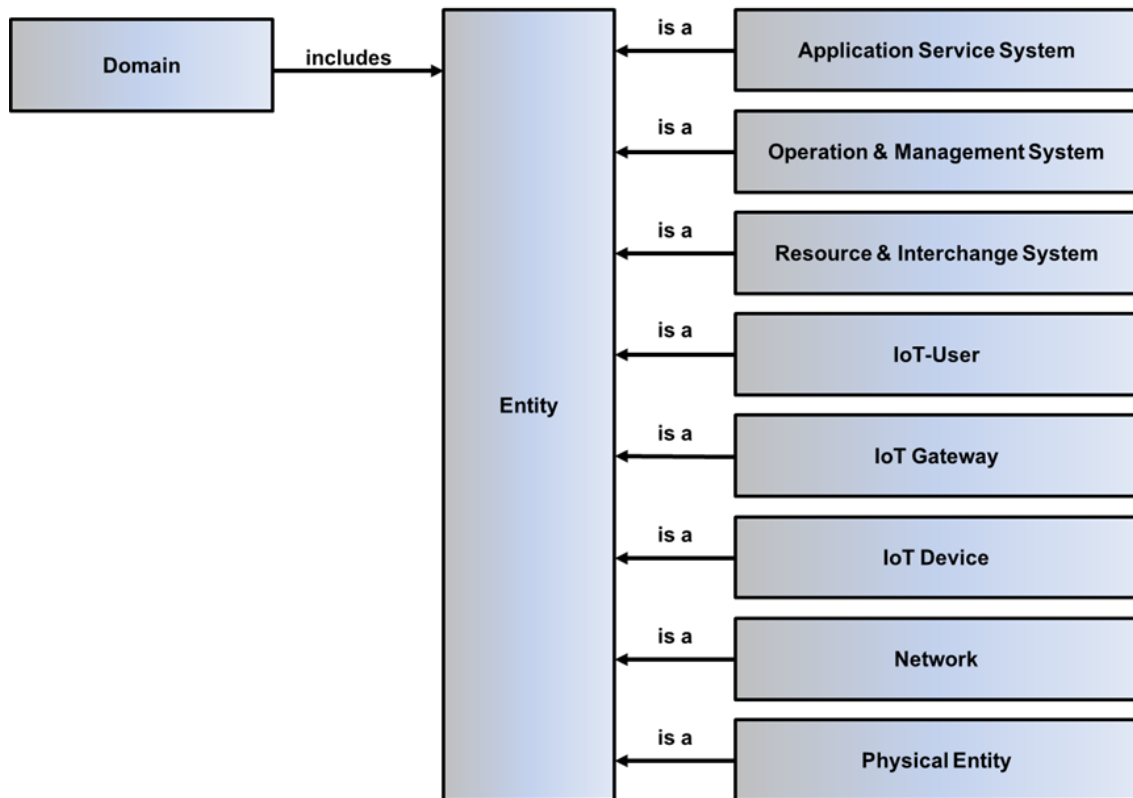 Domain
includes
Entity
is a
Application Service System
is a
Operation & Management System
is a
Resource & Interchange System
is a
IoT-User
is a
IoT Gateway
is a
IoT Device
is a
Network
is a
Physical Entity